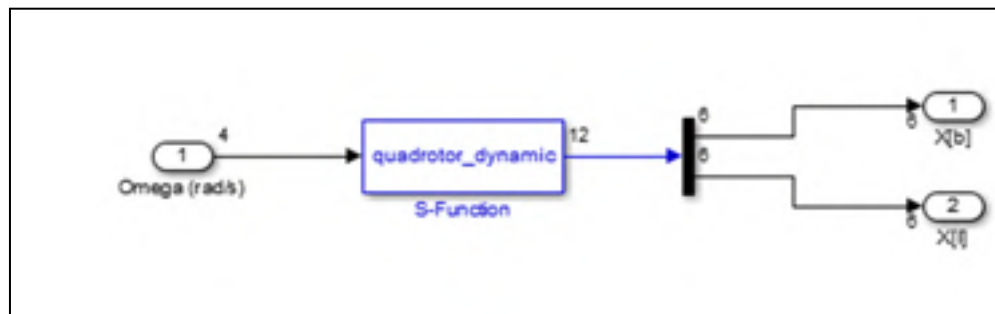 4
1
Omega (rad/s)
quadrotor_dynamic
S-Function
12
6
6
6
1
X[b]
6
2
X[I]